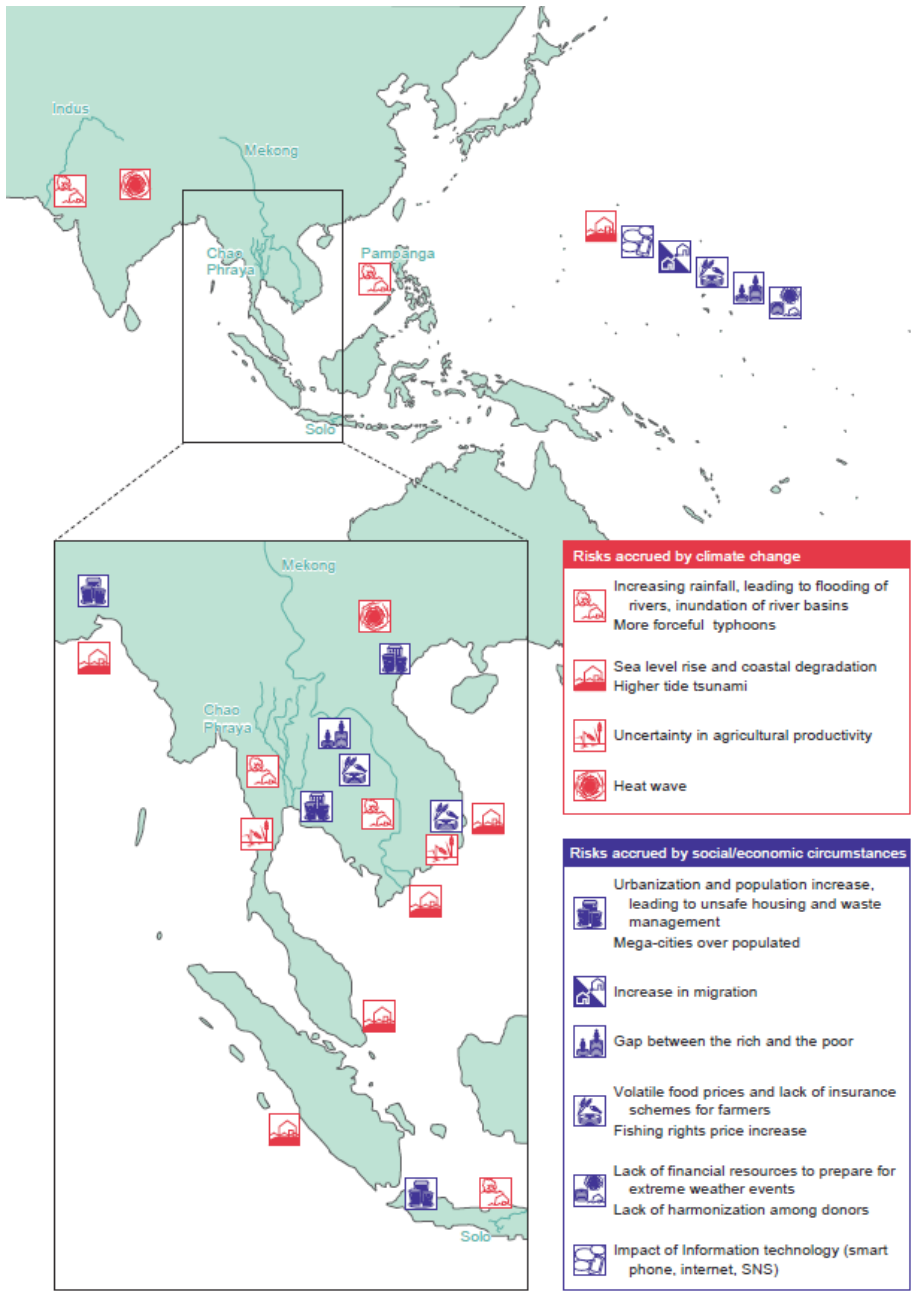 Indus
Mekong
Chao
Phraya
Pampanga
Solo
Mekong
Chao
Phraya
Solo
Risks accrued by climate change
Increasing rainfall, leading to flooding of
rivers, inundation of river basins
More forceful typhoons
Sea level rise and coastal degradation
Higher tide tsunami
Uncertainty in agricultural productivity
Heat wave
Risks accrued by social/economic circumstances
Urbanization and population increase,
leading to unsafe housing and waste
management
Mega-cities over populated
Increase in migration
Gap between the rich and the poor
Volatile food prices and lack of insurance
schemes for farmers
Fishing rights price increase
Lack of financial resources to prepare for
extreme weather events
Lack of harmonization among donors
Impact of Information technology (smart
phone, internet, SNS)